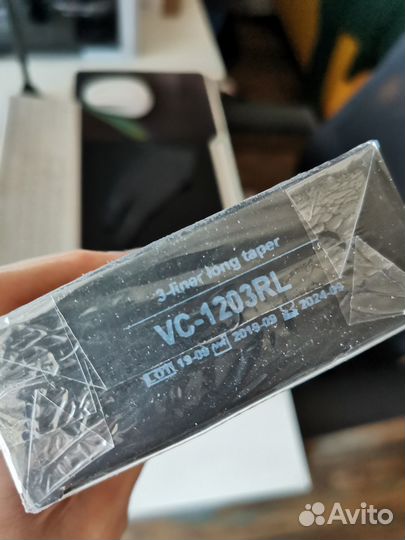 3-liner long taper
VC-1203RL
LOT 19-09 2019-09 2024-09
Avito